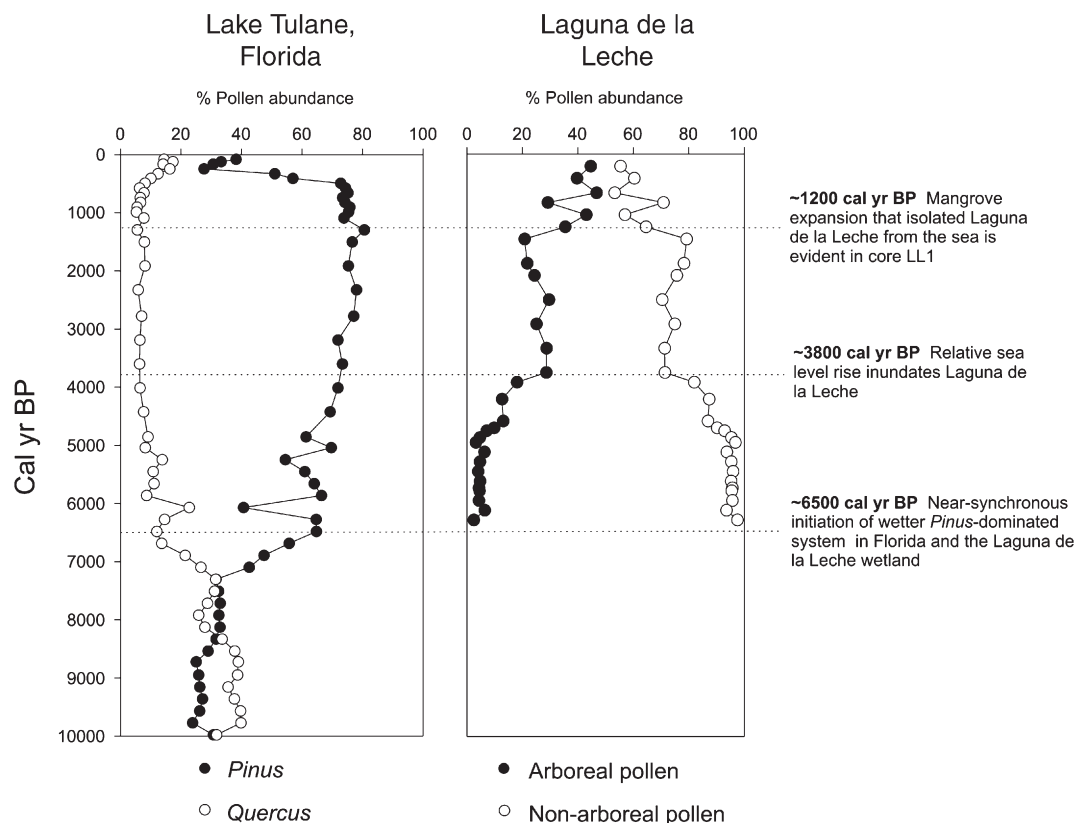 Lake Tulane,
Florida
Laguna de la
Leche
% Pollen abundance
% Pollen abundance
0 20 40 60 80 100
0 20 40 60 80 100
Cal yr BP
0
1000
2000
3000
4000
5000
6000
7000
8000
9000
10000
~1200 cal yr BP Mangrove
expansion that isolated Laguna
de la Leche from the sea is
evident in core LL1
~3800 cal yr BP Relative sea
level rise inundates Laguna de
la Leche
~6500 cal yr BP Near-synchronous
initiation of wetter Pinus-dominated
system in Florida and the Laguna de
la Leche wetland
Pinus
Quercus
Arboreal pollen
Non-arboreal pollen